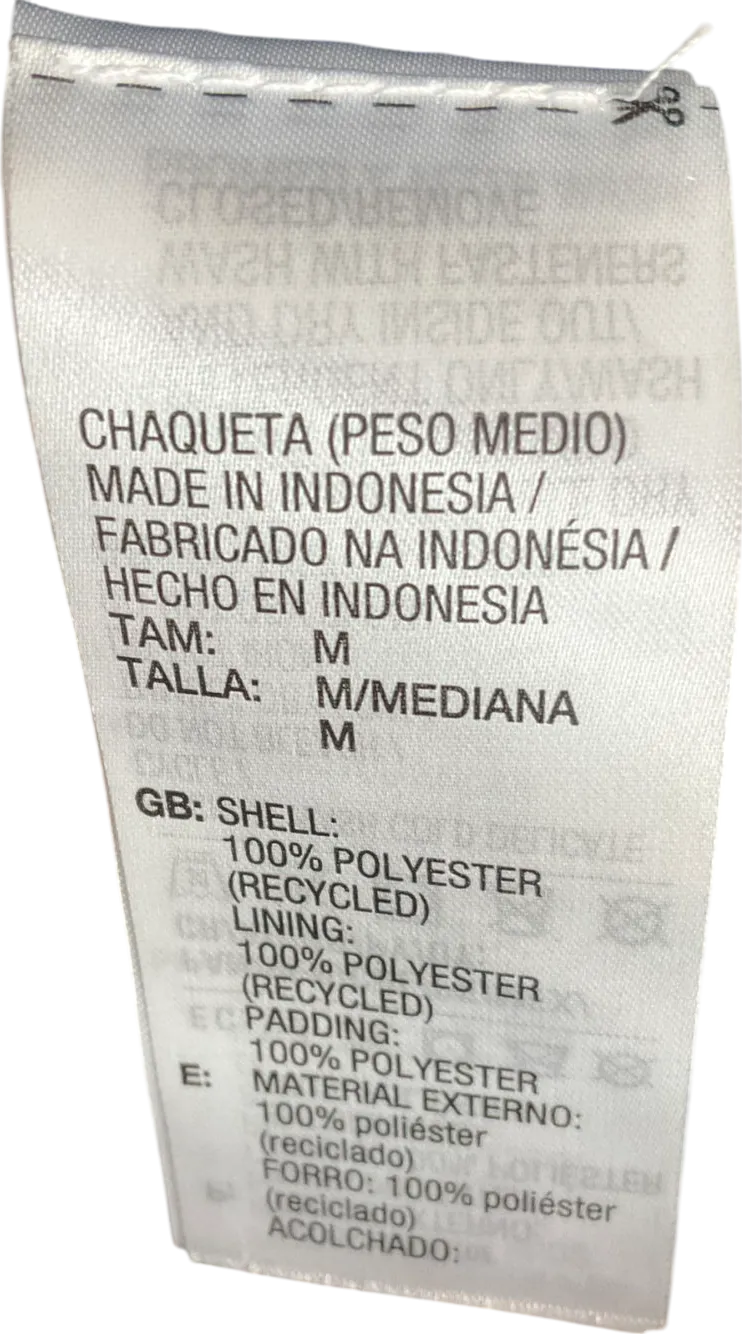 CHAQUETA (PESO MEDIO)
MADE IN INDONESIA /
FABRICADO NA INDONÉSIA /
HECHO EN INDONESIA
TAM: M
TALLA: M/MEDIANA
M
GB: SHELL:
100% POLYESTER
(RECYCLED)
LINING:
100% POLYESTER
(RECYCLED)
PADDING:
100% POLYESTER
E: MATERIAL EXTERNO:
100% poliéster
(reciclado)
FORRO: 100% poliéster
(reciclado)
ACOLCHADO: